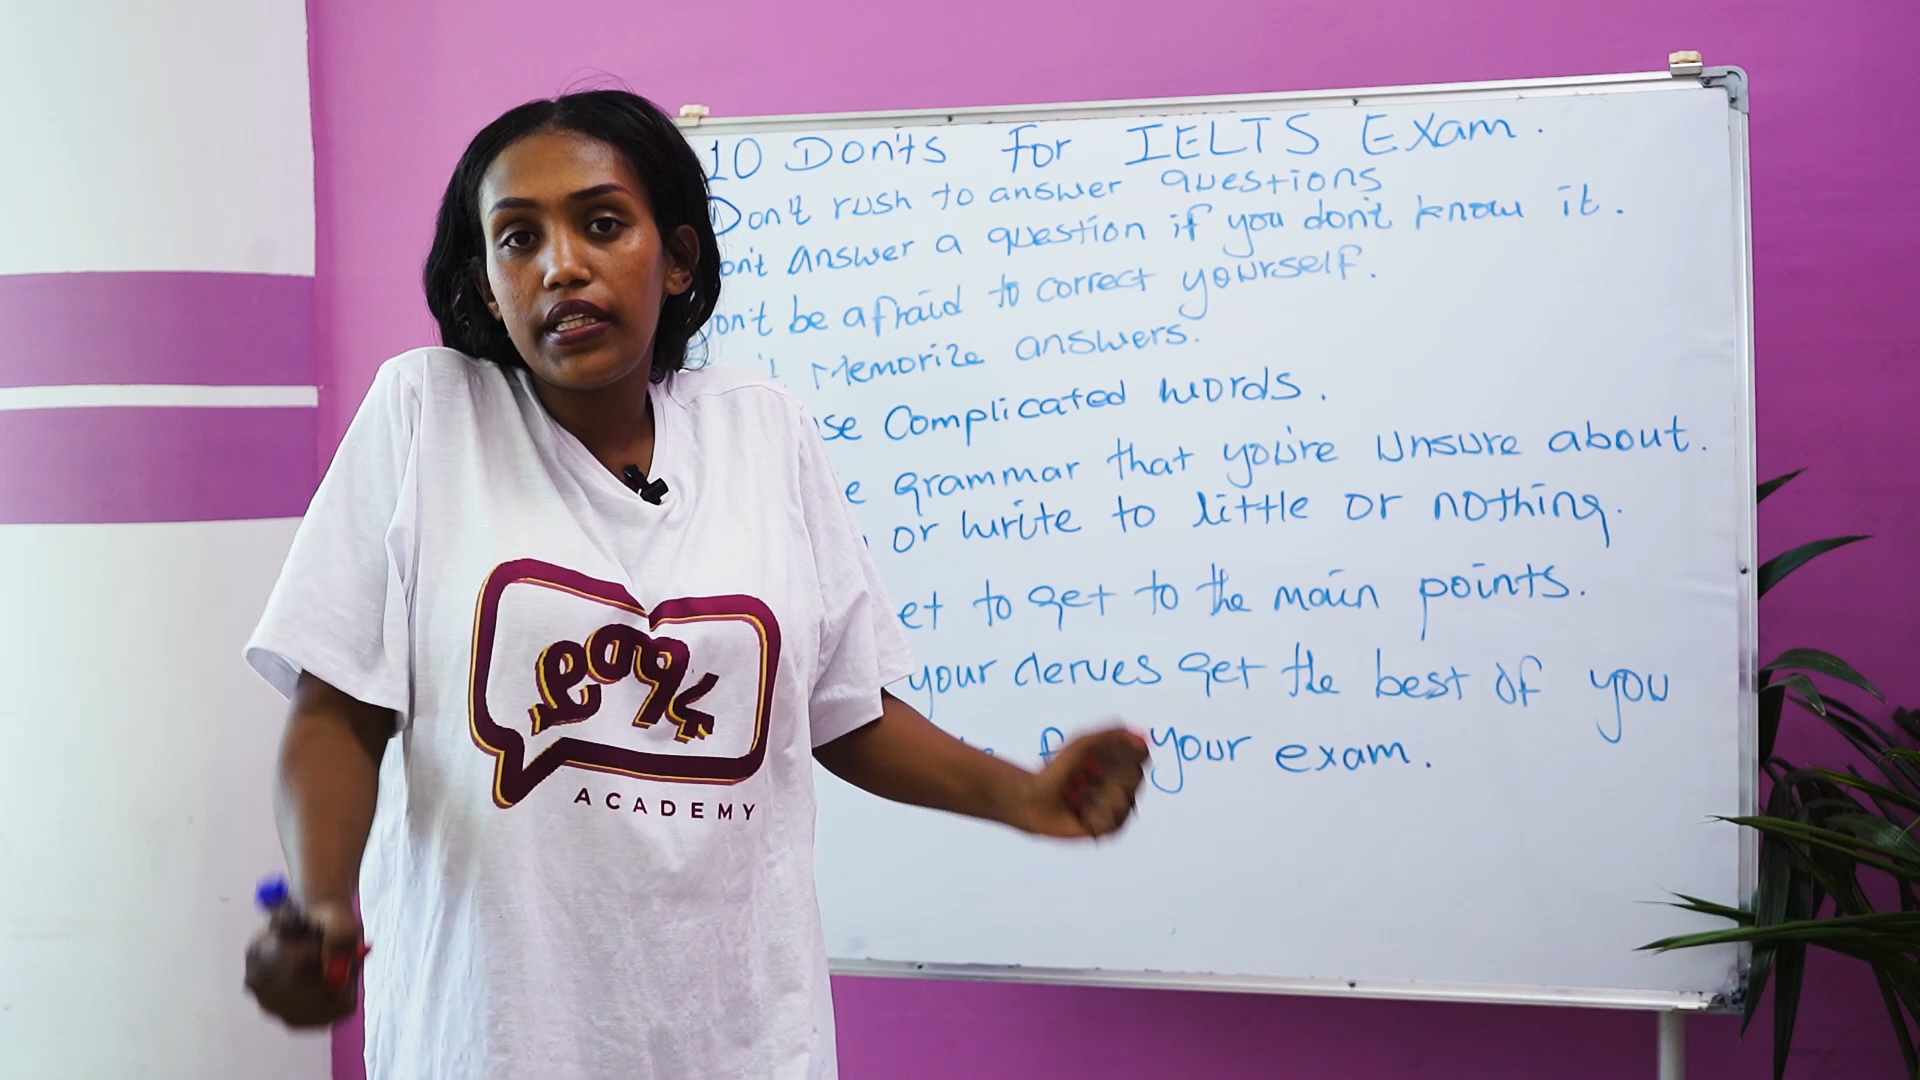 10 Don'ts For IELTS Exam.
Don't rush to answer questions
on't answer a question if you don't know it.
on't be afraid to correct yourself.
Memorize answers.
se Complicated words.
e grammar that you're unsure about.
or write to little or nothing.
et to get to the main points.
your nerves get the best of you
your exam.
ACADEMY